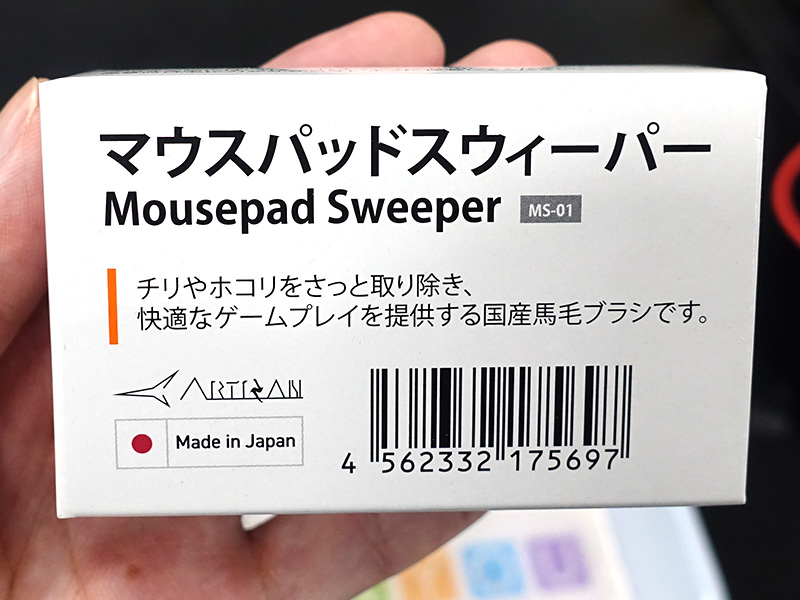 マウスパッドスウィーパー
Mousepad Sweeper MS-01
チリやホコリをさっと取り除き、
快適なゲームプレイを提供する国産馬毛ブラシです。
ARTISAN
Made in Japan
4 562332 175697